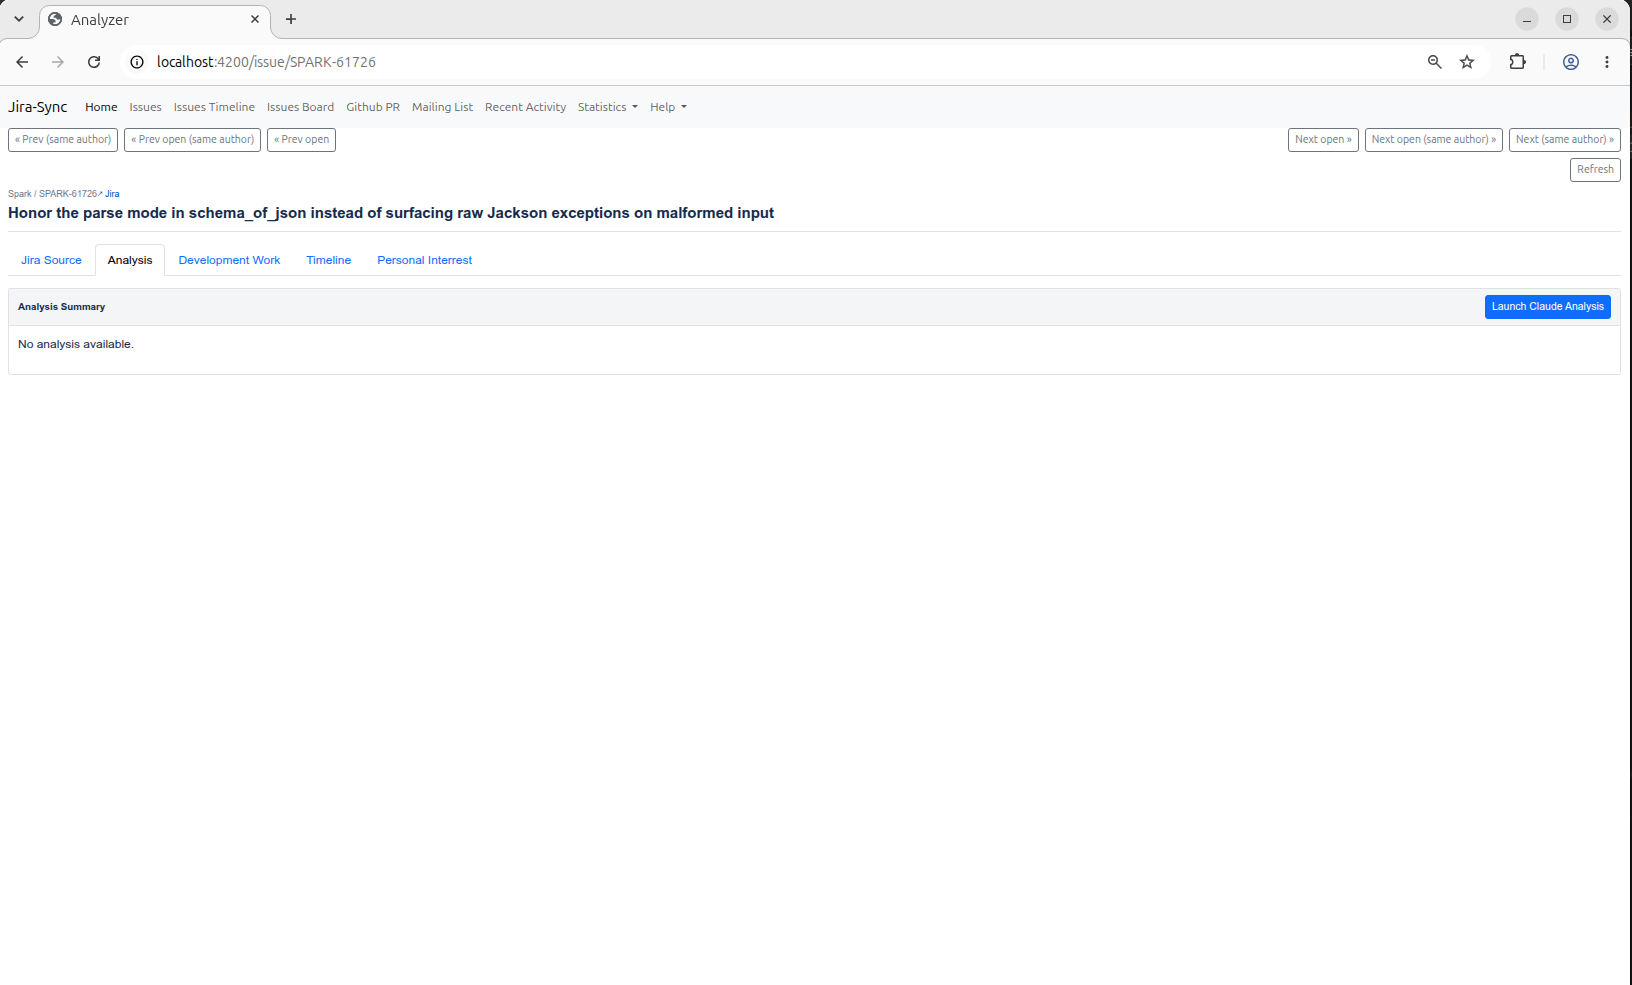 Analyzer
localhost:4200/issue/SPARK-61726
Jira-Sync Home Issues Issues Timeline Issues Board Github PR Mailing List Recent Activity Statistics Help
« Prev (same author) « Prev open (same author) « Prev open Next open » Next open (same author) » Next (same author) »
Refresh
Spark / SPARK-61726↗ Jira
Honor the parse mode in schema_of_json instead of surfacing raw Jackson exceptions on malformed input
Jira Source Analysis Development Work Timeline Personal Interrest
Analysis Summary Launch Claude Analysis
No analysis available.